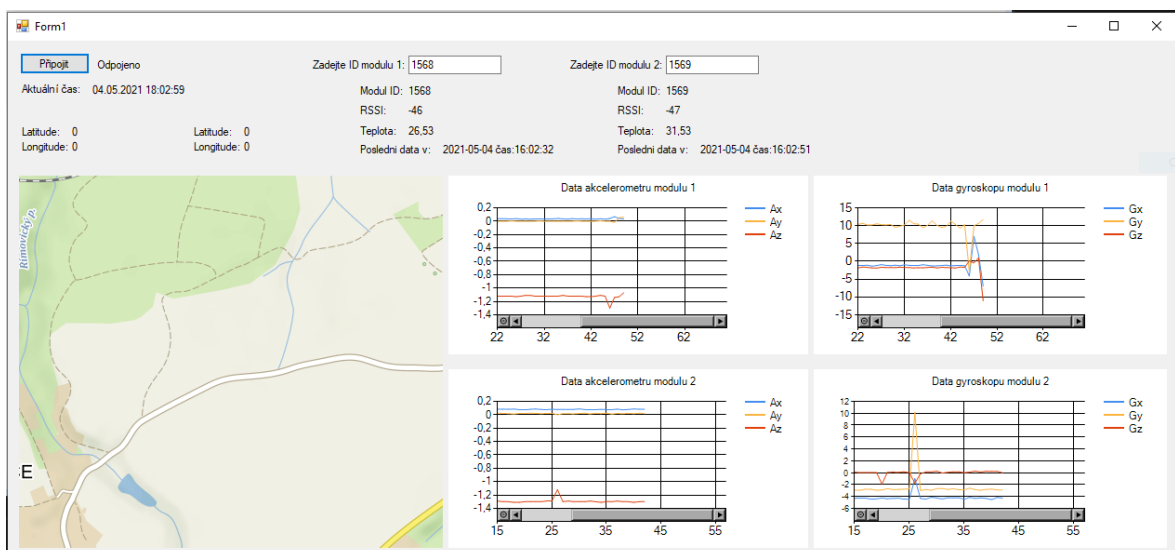 Form1
Připojit Odpojeno Zadejte ID modulu 1: 1568 Zadejte ID modulu 2: 1569
Aktuální čas: 04.05.2021 18:02:59 Modul ID: 1568 Modul ID: 1569
RSSI: -46 RSSI: -47
Latitude: 0 Latitude: 0 Teplota: 26,53 Teplota: 31,53
Longitude: 0 Longitude: 0 Posledni data v: 2021-05-04 čas:16:02:32 Posledni data v: 2021-05-04 čas:16:02:51
Římovický p.
E
Data akcelerometru modulu 1
0,2
0
-0,2
-0,4
-0,6
-0,8
-1
-1,2
-1,4
22 32 42 52 62
Ax
Ay
Az
Data gyroskopu modulu 1
15
10
5
0
-5
-10
-15
22 32 42 52 62
Gx
Gy
Gz
Data akcelerometru modulu 2
0,2
0
-0,2
-0,4
-0,6
-0,8
-1
-1,2
-1,4
15 25 35 45 55
Ax
Ay
Az
Data gyroskopu modulu 2
12
10
8
6
4
2
0
-2
-4
-6
15 25 35 45 55
Gx
Gy
Gz